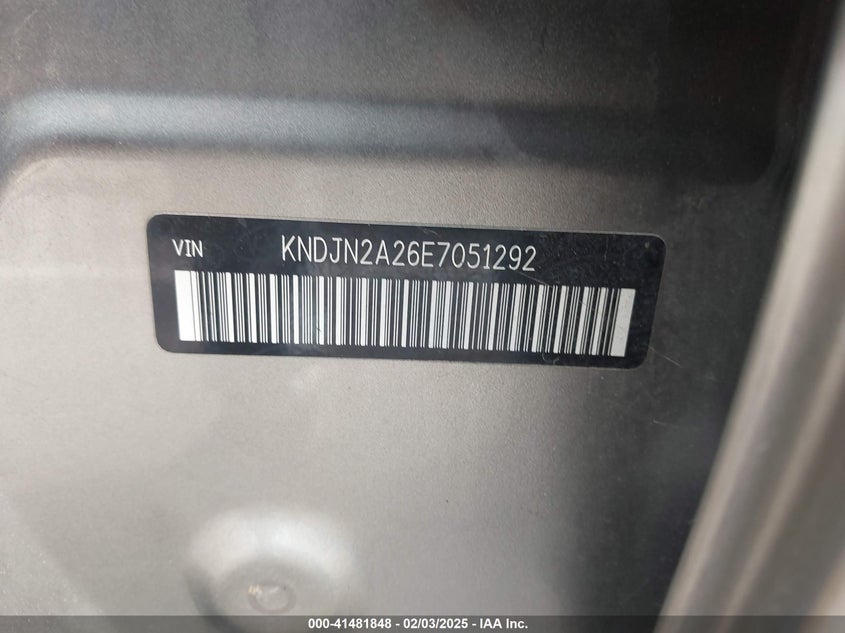 VIN KNDJN2A26E7051292
000-41481848 - 02/03/2025 - IAA Inc.